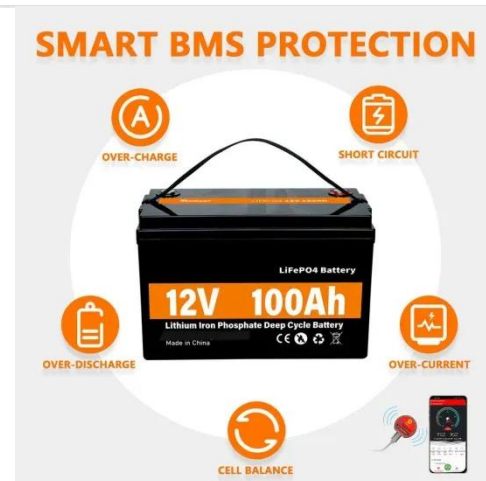 SMART BMS PROTECTION
A
OVER-CHARGE
SHORT CIRCUIT
LiFePO4 Battery
12V 100Ah
Lithium Iron Phosphate Deep Cycle Battery
Made in China
CE
OVER-DISCHARGE
OVER-CURRENT
CELL BALANCE